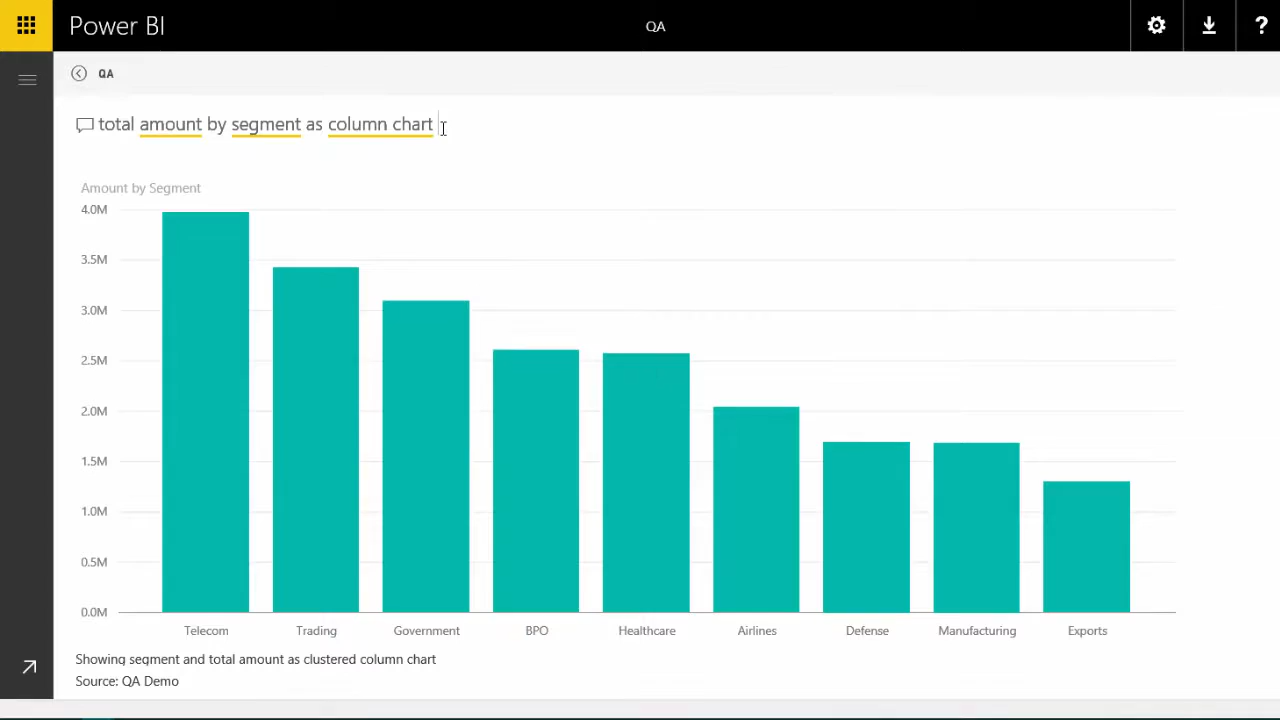 Power BI
QA
?
QA
total amount by segment as column chart
Amount by Segment
4.0M
3.5M
3.0M
2.5M
2.0M
1.5M
1.0M
0.5M
0.0M
Telecom Trading Government BPO Healthcare Airlines Defense Manufacturing Exports
Showing segment and total amount as clustered column chart
Source: QA Demo